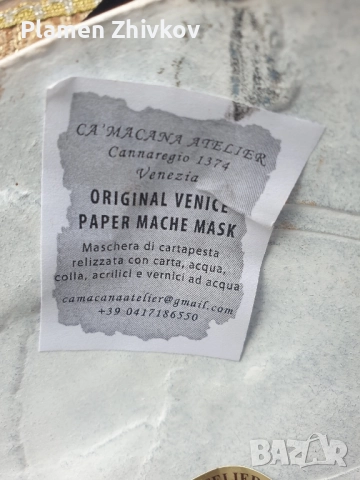 Plamen Zhivkov
CA'MACANA ATELIER
Cannaregio 1374
Venezia
ORIGINAL VENICE
PAPER MACHE MASK
Maschera di cartapesta
relizzata con carta, acqua,
colla, acrilici e vernici ad acqua
camacanaatelier@gmail.com
+39 0417186550
BAZAR
ATELIER